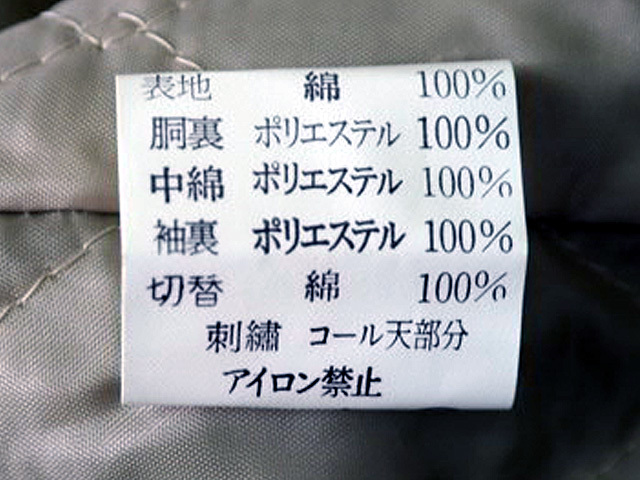 表地 綿 100%
胴裏 ポリエステル 100%
中綿 ポリエステル 100%
袖裏 ポリエステル 100%
切替 綿 100%
刺繍 コール天部分
アイロン禁止